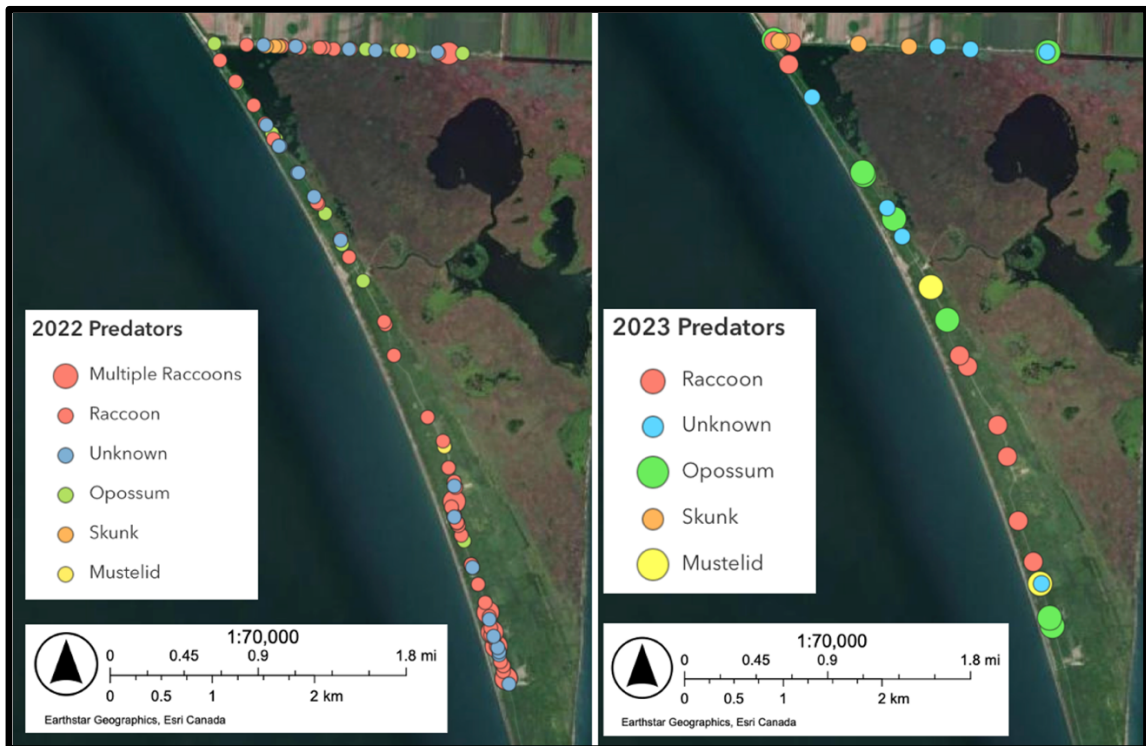 2022 Predators
Multiple Raccoons
Raccoon
Unknown
Opossum
Skunk
Mustelid
1:70,000
0 0.45 0.9 1.8 mi
0 0.5 1 2 km
Earthstar Geographics, Esri Canada
2023 Predators
Raccoon
Unknown
Opossum
Skunk
Mustelid
1:70,000
0 0.45 0.9 1.8 mi
0 0.5 1 2 km
Earthstar Geographics, Esri Canada